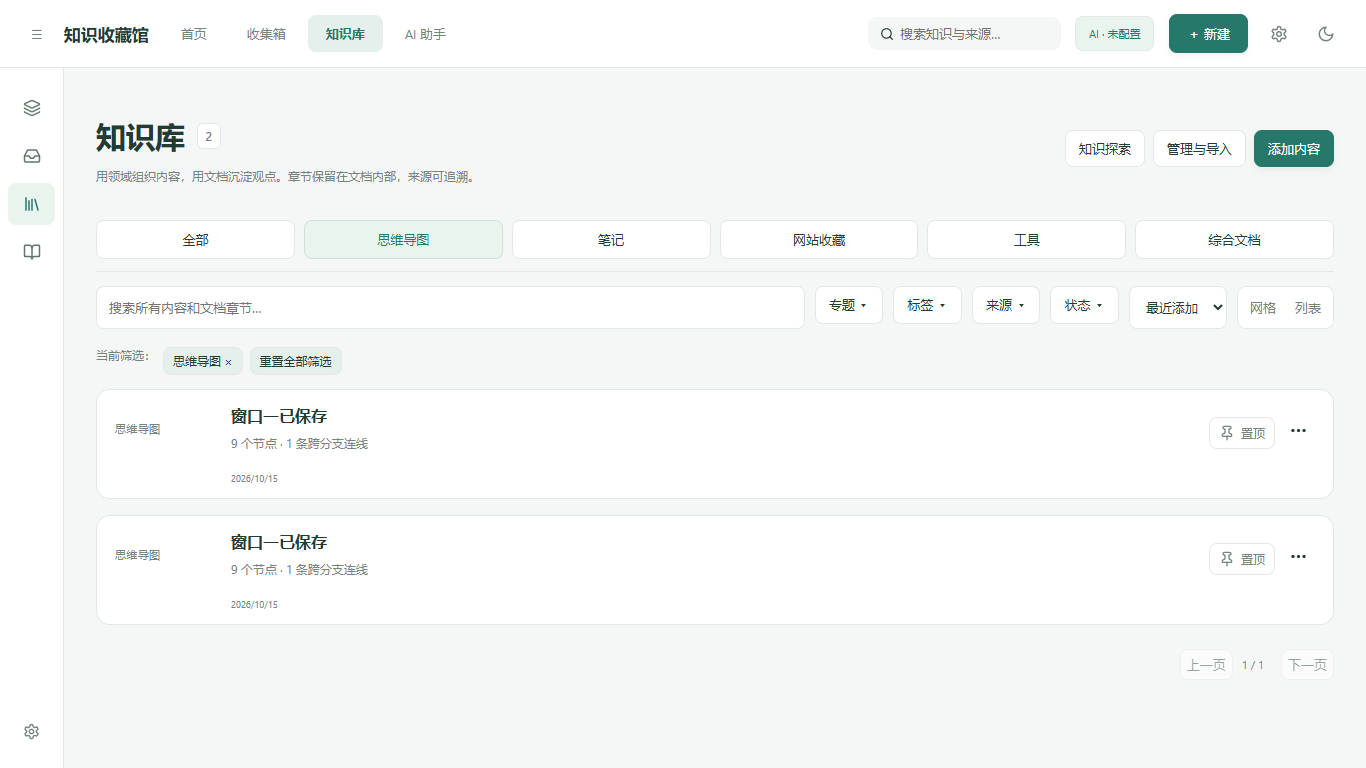 知识收藏馆 首页 收集箱 知识库 AI 助手 搜索知识与来源... AI · 未配置 + 新建
知识库 2
用领域组织内容，用文档沉淀观点。章节保留在文档内部，来源可追溯。
知识探索 管理与导入 添加内容
全部 思维导图 笔记 网站收藏 工具 综合文档
搜索所有内容和文档章节... 专题 标签 来源 状态 最近添加 网格 列表
当前筛选： 思维导图 × 重置全部筛选
思维导图
窗口一已保存
9 个节点 · 1 条跨分支连线
2026/10/15
置顶
思维导图
窗口一已保存
9 个节点 · 1 条跨分支连线
2026/10/15
置顶
上一页 1 / 1 下一页